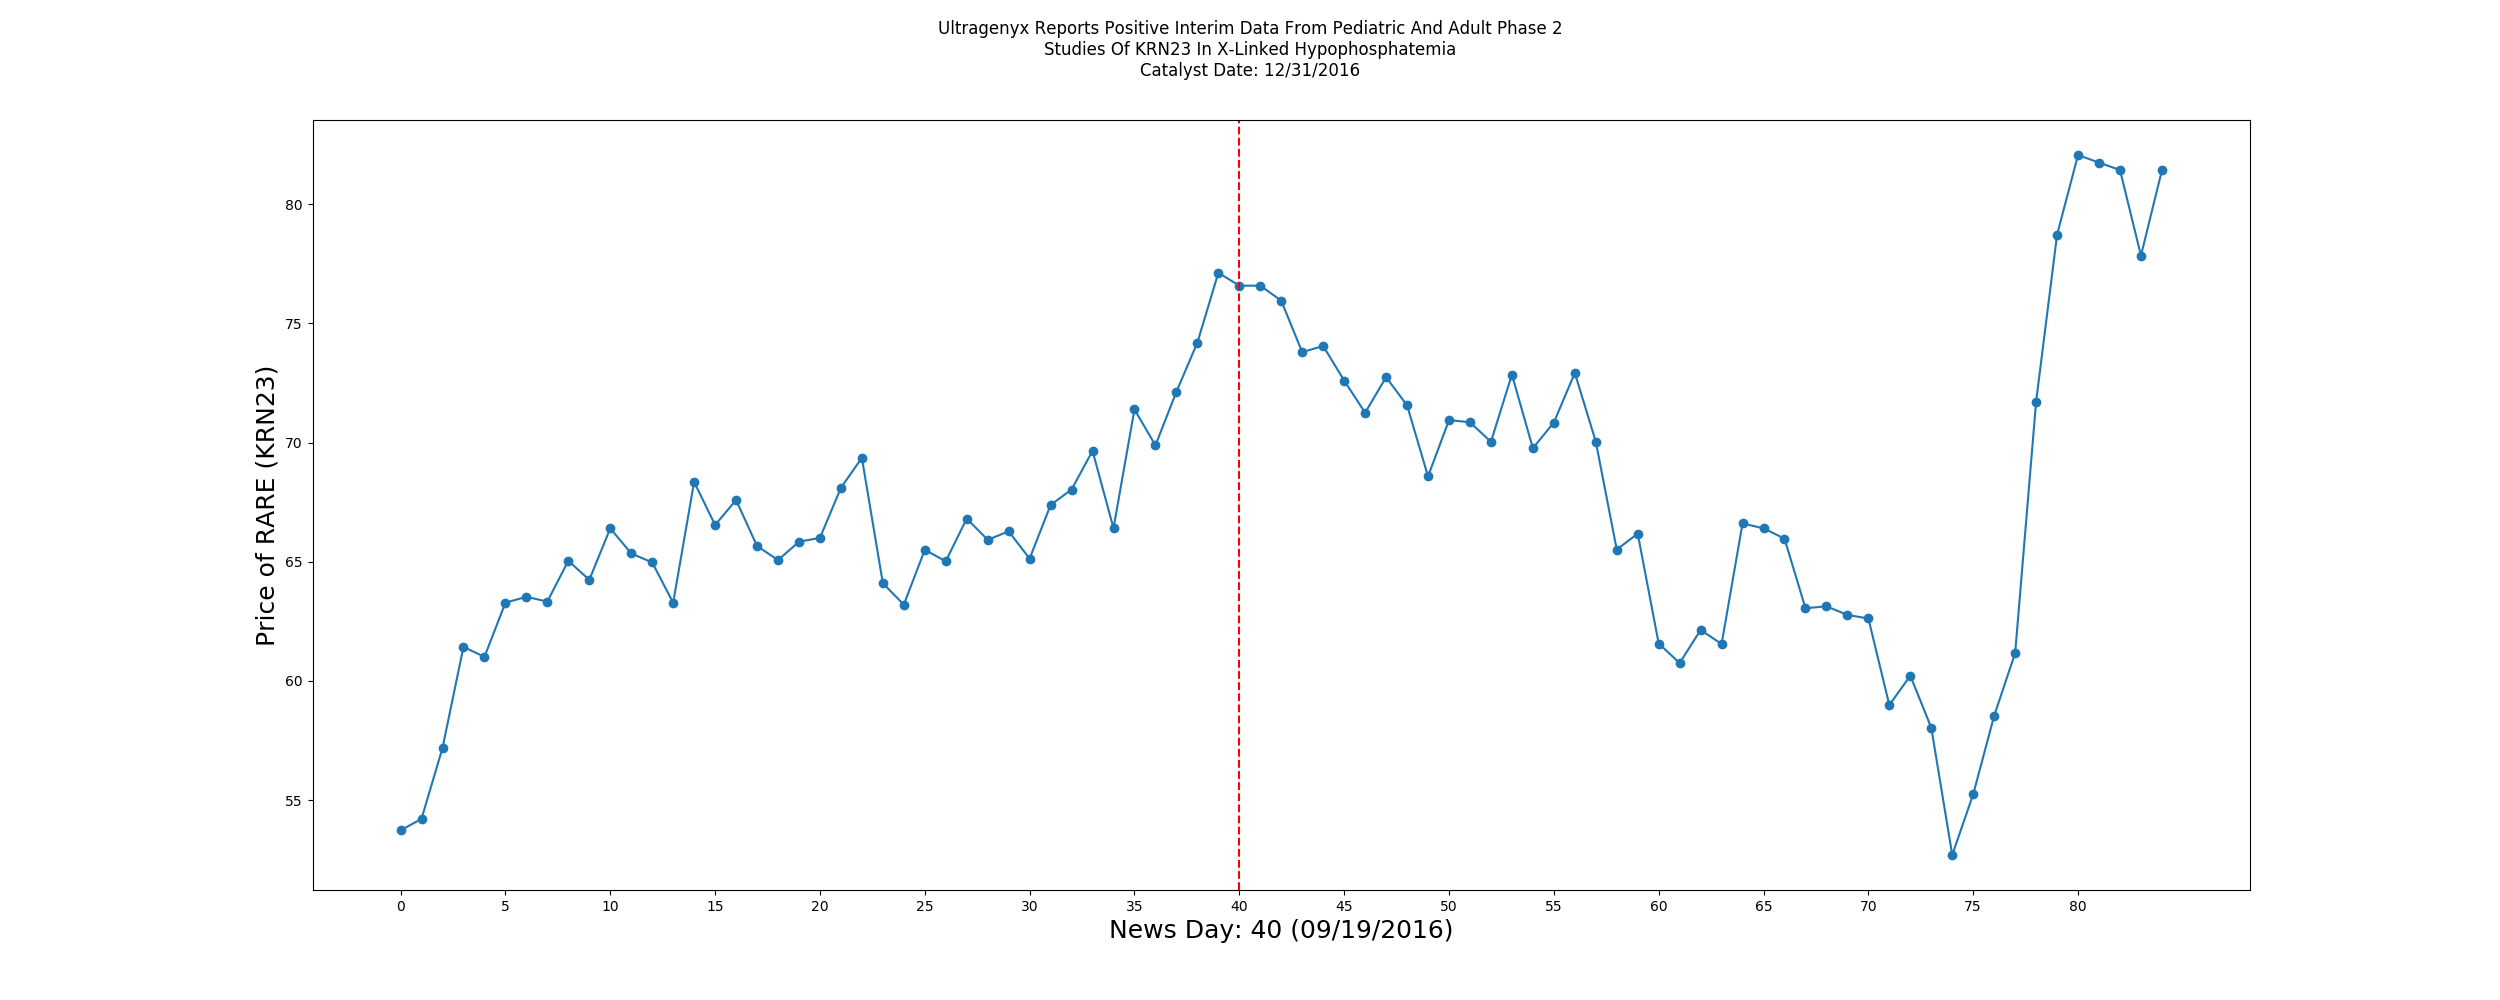 Ultragenyx Reports Positive Interim Data From Pediatric And Adult Phase 2
Studies Of KRN23 In X-Linked Hypophosphatemia
Catalyst Date: 12/31/2016
Price of RARE (KRN23)
80
75
70
65
60
55
0 5 10 15 20 25 30 35 40 45 50 55 60 65 70 75 80
News Day: 40 (09/19/2016)